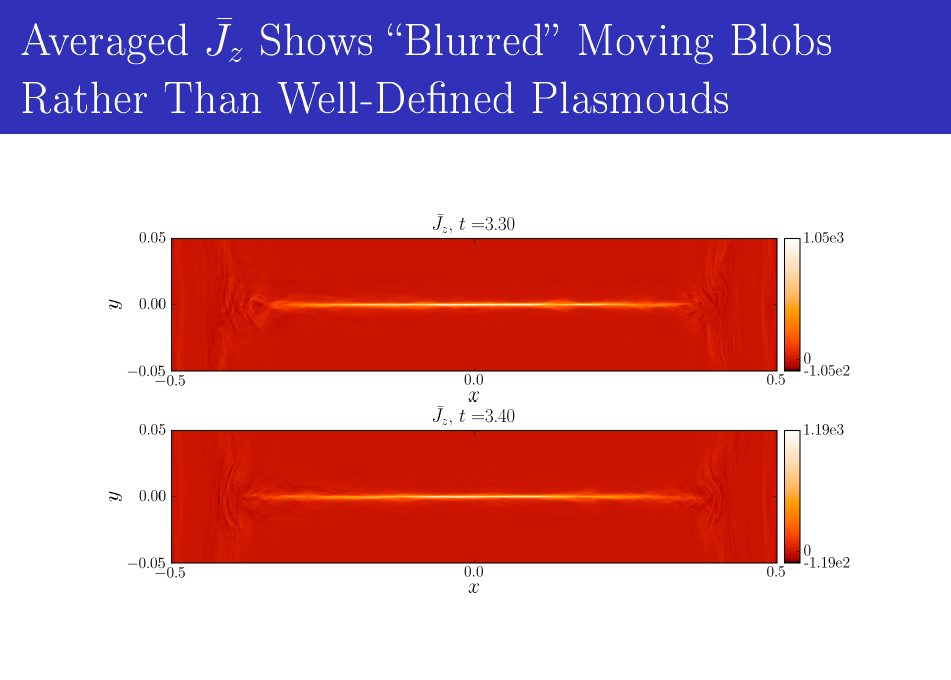 Averaged J̄z Shows “Blurred” Moving Blobs
Rather Than Well-Defined Plasmouds
J̄z, t =3.30
0.05
0.00
−0.05
y
−0.5
0.0
0.5
x
1.05e3
0
-1.05e2
J̄z, t =3.40
0.05
0.00
−0.05
y
−0.5
0.0
0.5
x
1.19e3
0
-1.19e2